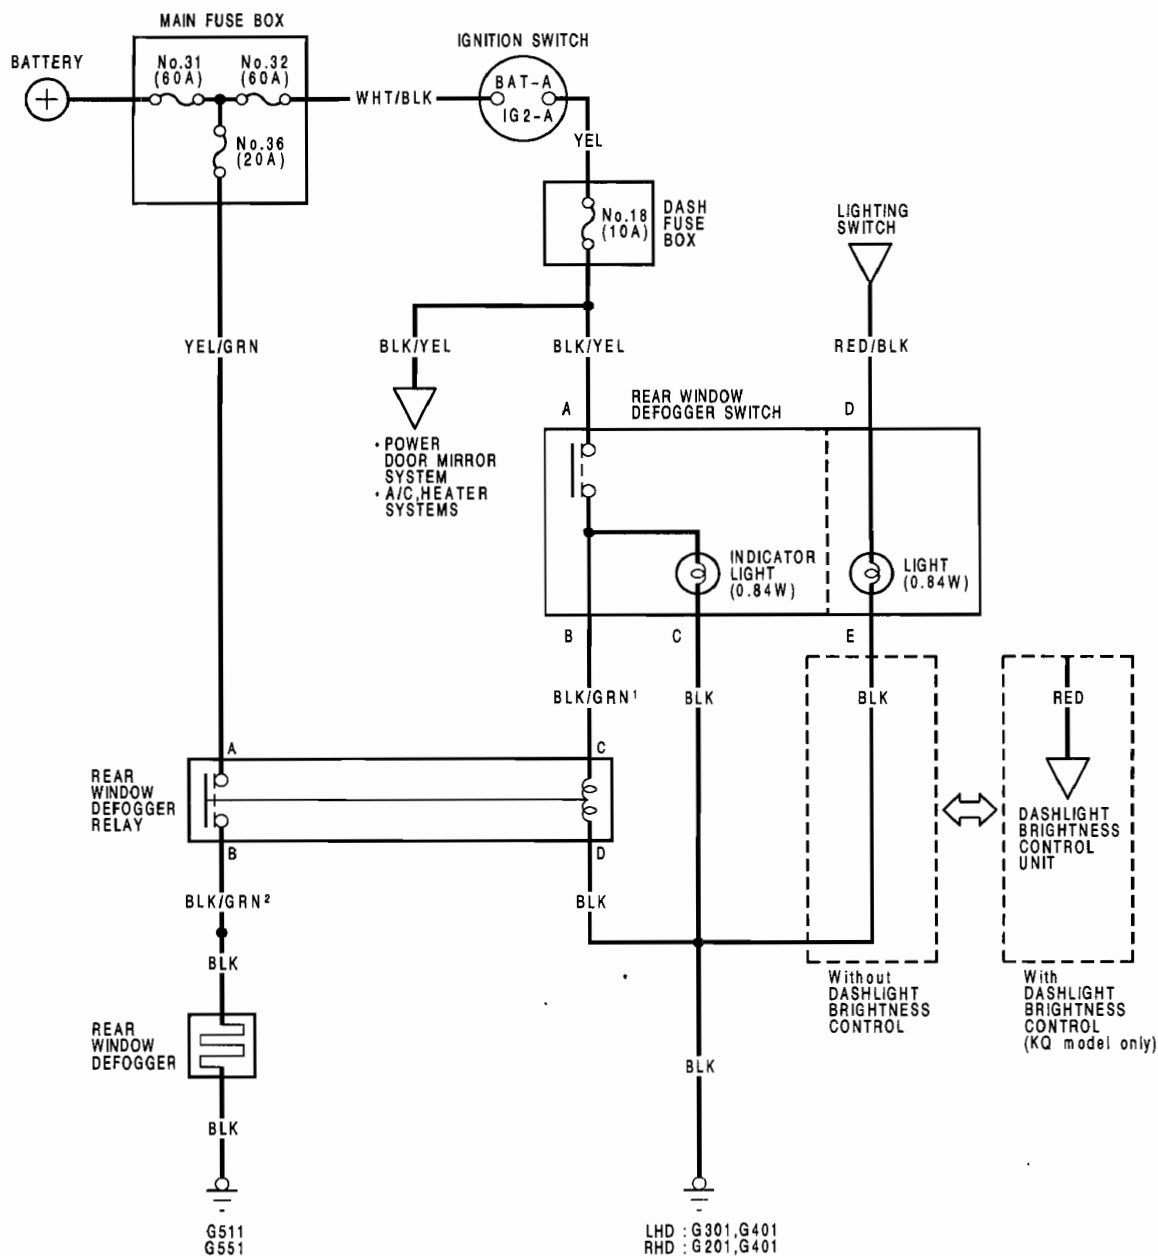 MAIN FUSE BOX
BATTERY
No.31
(60A)
No.32
(60A)
No.36
(20A)
WHT/BLK
IGNITION SWITCH
BAT-A
IG2-A
YEL
No.18
(10A)
DASH
FUSE
BOX
LIGHTING
SWITCH
YEL/GRN
BLK/YEL
BLK/YEL
RED/BLK
•POWER
DOOR MIRROR
SYSTEM
•A/C,HEATER
SYSTEMS
A
REAR WINDOW
DEFOGGER SWITCH
D
INDICATOR
LIGHT
(0.84W)
LIGHT
(0.84W)
B
C
E
BLK/GRN¹
BLK
BLK
RED
DASHLIGHT
BRIGHTNESS
CONTROL
UNIT
REAR
WINDOW
DEFOGGER
RELAY
A
C
B
D
BLK/GRN²
BLK
BLK
REAR
WINDOW
DEFOGGER
BLK
G511
G551
Without
DASHLIGHT
BRIGHTNESS
CONTROL
With
DASHLIGHT
BRIGHTNESS
CONTROL
(KQ model only)
BLK
LHD : G301,G401
RHD : G201,G401